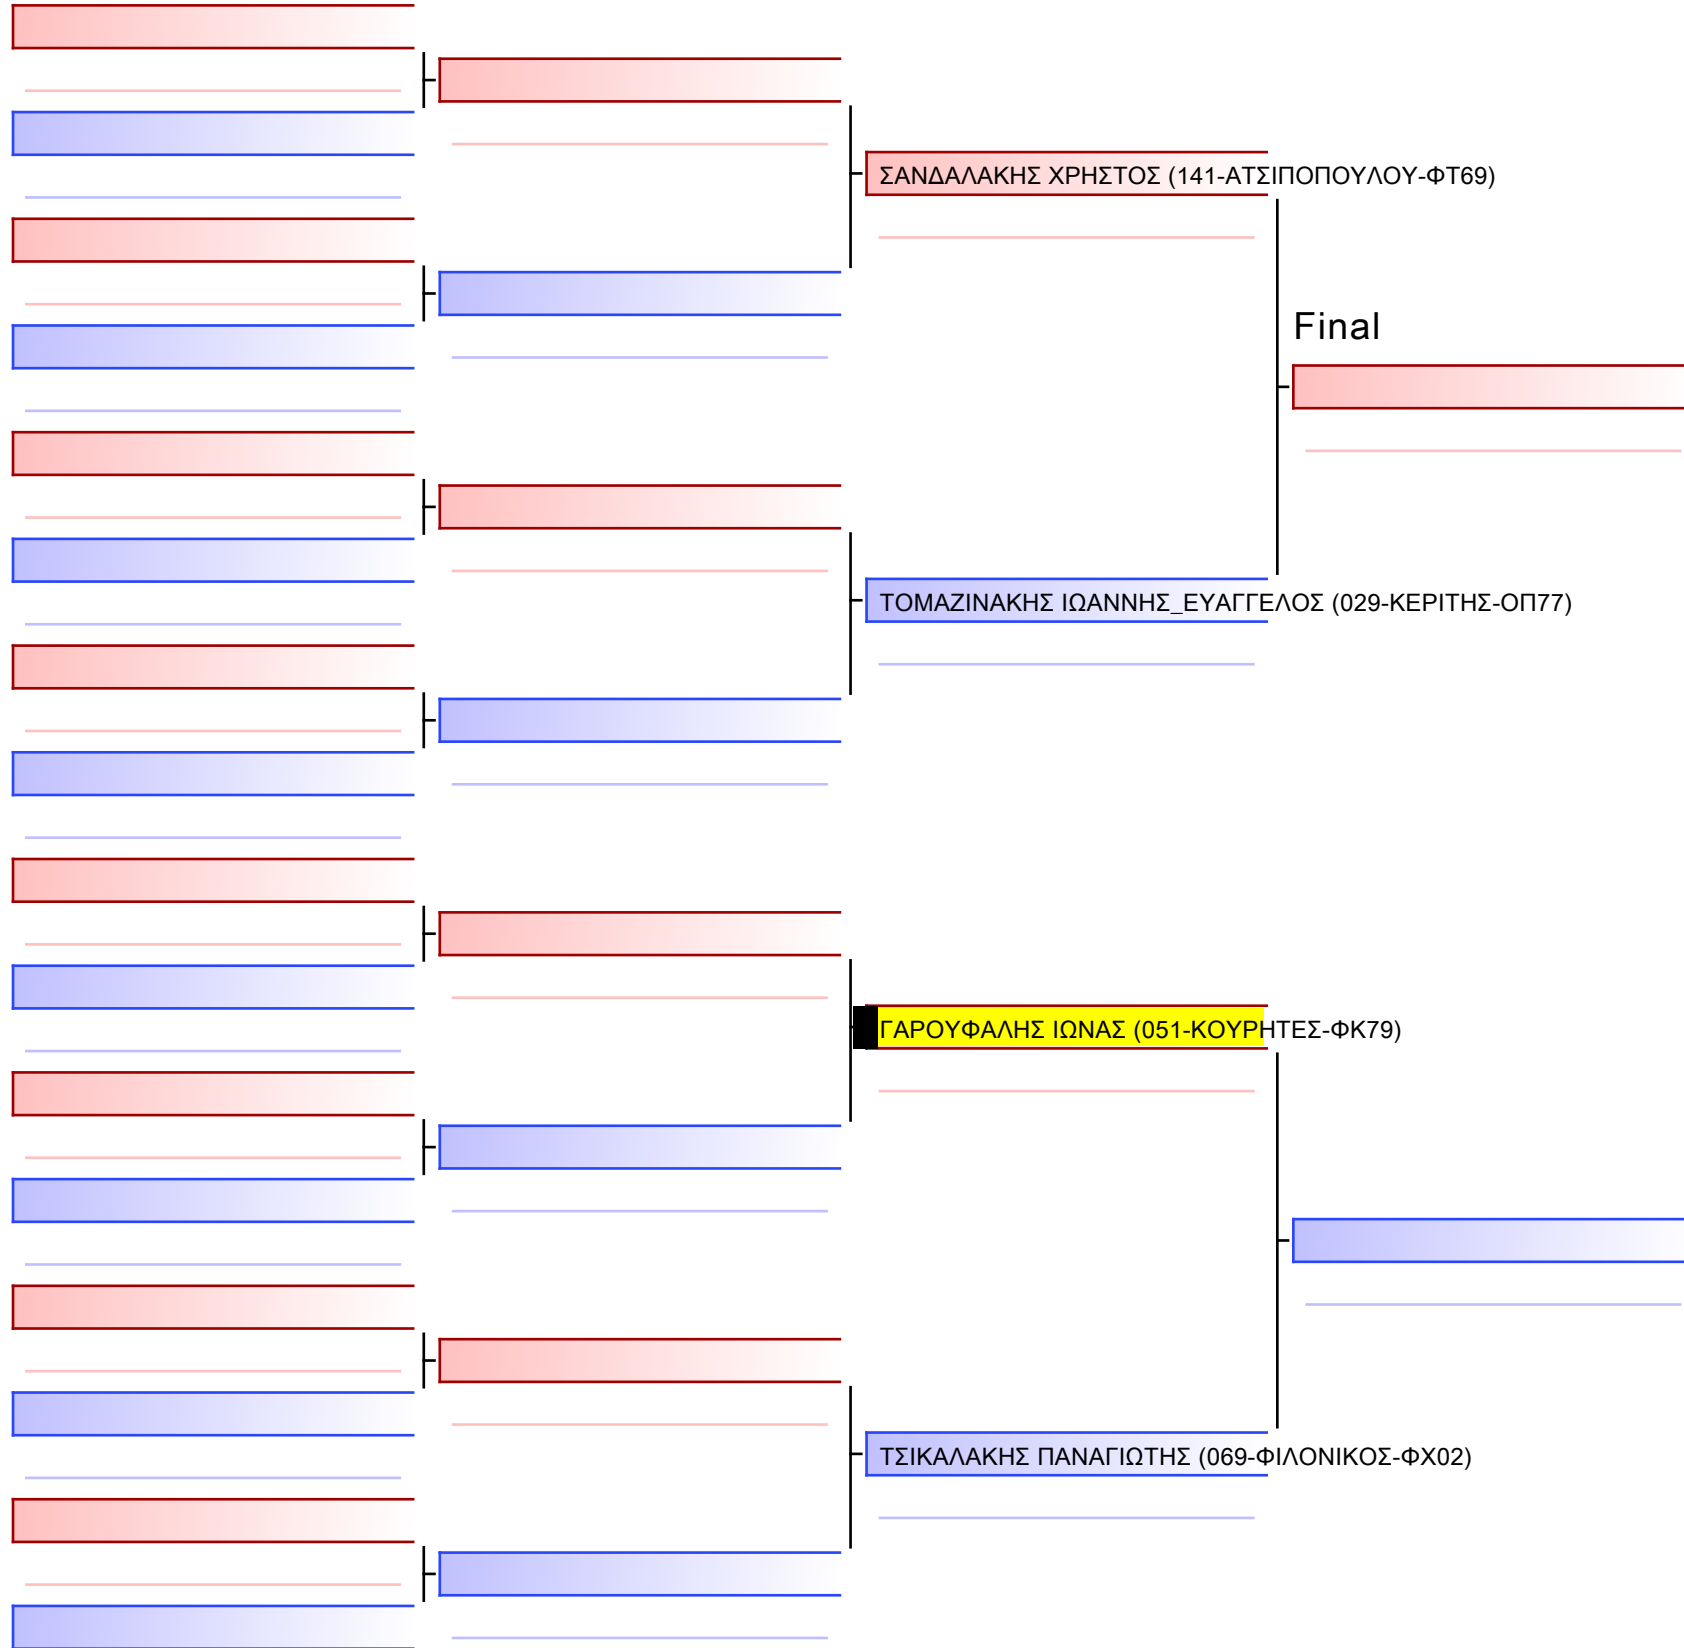 ΣΑΝΔΑΛΑΚΗΣ ΧΡΗΣΤΟΣ (141-ΑΤΣΙΠΟΠΟΥΛΟΥ-ΦΤ69)
Final
ΤΟΜΑΖΙΝΑΚΗΣ ΙΩΑΝΝΗΣ_ΕΥΑΓΓΕΛΟΣ (029-ΚΕΡΙΤΗΣ-ΟΠ77)
ΓΑΡΟΥΦΑΛΗΣ ΙΩΝΑΣ (051-ΚΟΥΡΗΤΕΣ-ΦΚ79)
ΤΣΙΚΑΛΑΚΗΣ ΠΑΝΑΓΙΩΤΗΣ (069-ΦΙΛΟΝΙΚΟΣ-ΦΧ02)